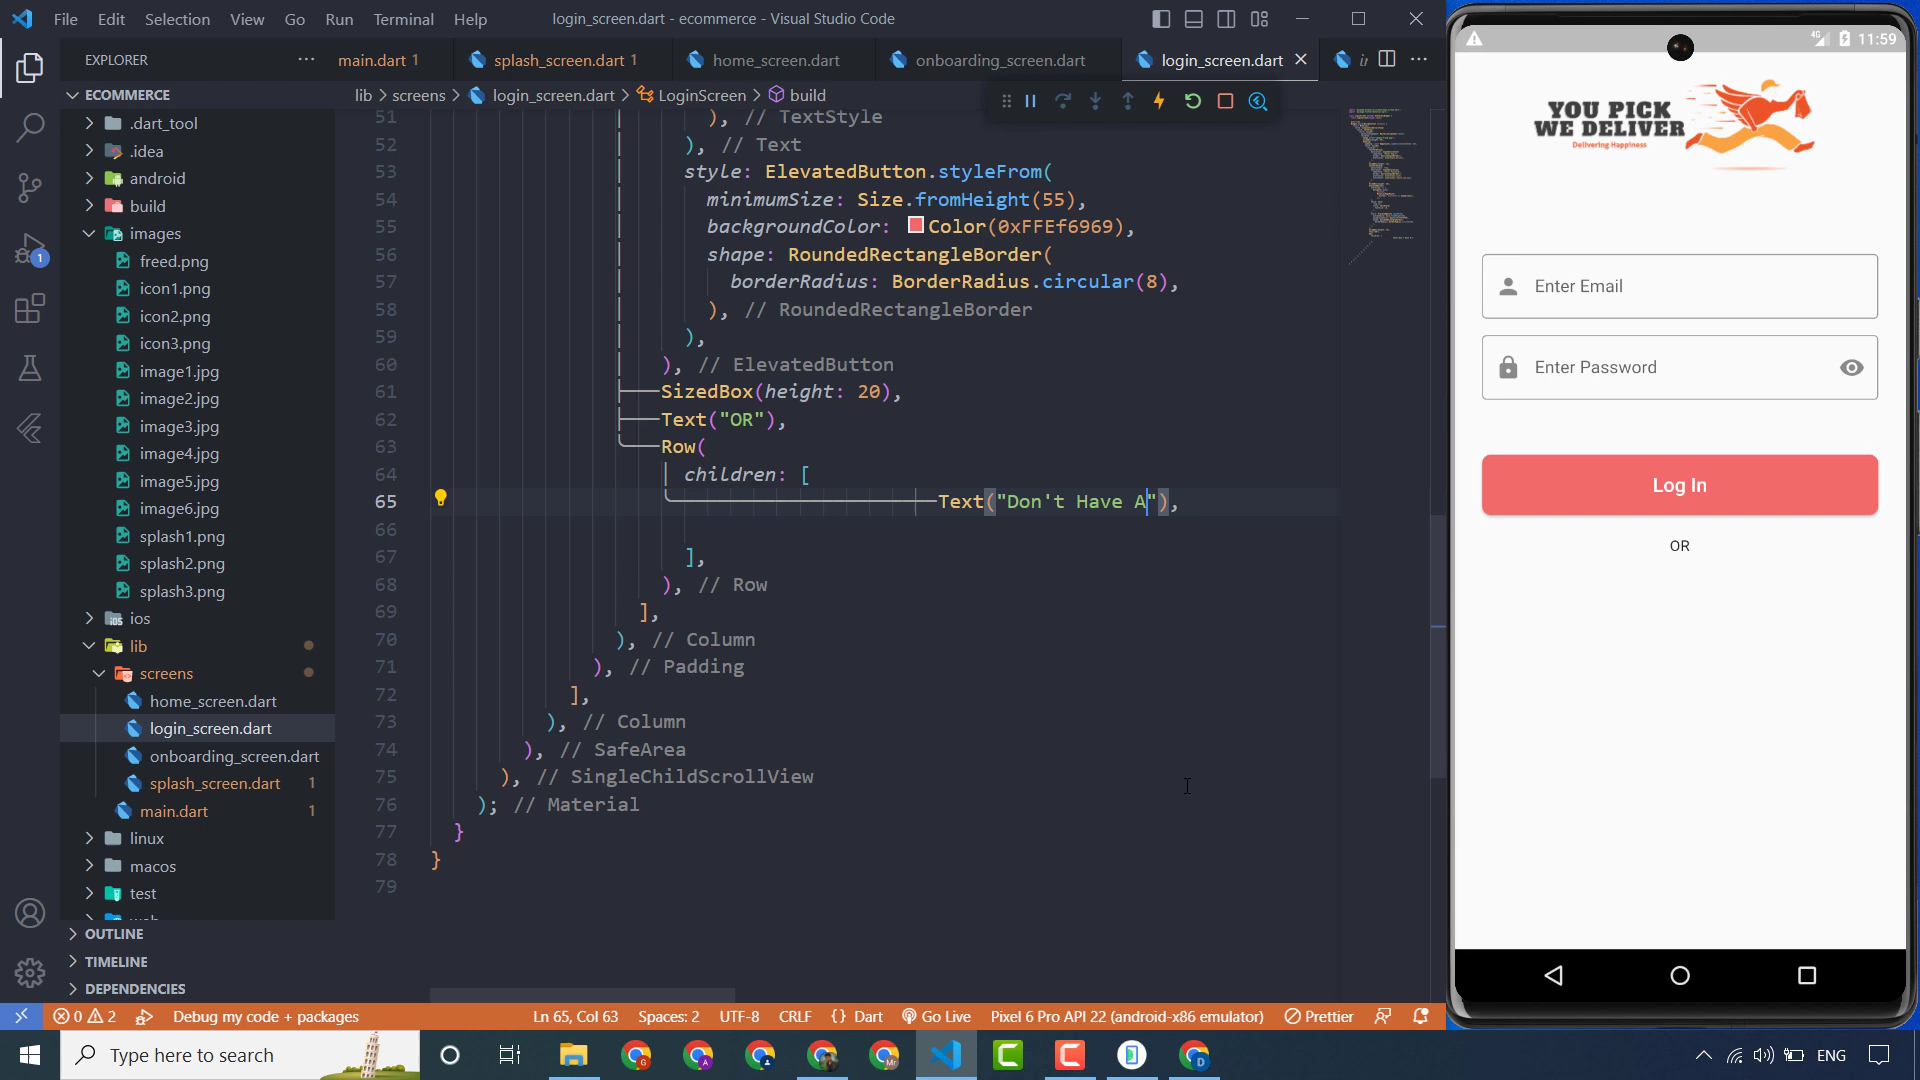 File Edit Selection View Go Run Terminal Help
login_screen.dart - ecommerce - Visual Studio Code
EXPLORER
main.dart 1
splash_screen.dart 1
home_screen.dart
onboarding_screen.dart
login_screen.dart
ECOMMERCE
lib > screens > login_screen.dart > LoginScreen > build
.dart_tool
.idea
android
build
images
freed.png
icon1.png
icon2.png
icon3.png
image1.jpg
image2.jpg
image3.jpg
image4.jpg
image5.jpg
image6.jpg
splash1.png
splash2.png
splash3.png
ios
lib
screens
home_screen.dart
login_screen.dart
onboarding_screen.dart
splash_screen.dart 1
main.dart 1
linux
macos
test
OUTLINE
TIMELINE
DEPENDENCIES
51 ), // TextStyle
52 ), // Text
53 style: ElevatedButton.styleFrom(
54 minimumSize: Size.fromHeight(55),
55 backgroundColor: Color(0xFFEf6969),
56 shape: RoundedRectangleBorder(
57 borderRadius: BorderRadius.circular(8),
58 ), // RoundedRectangleBorder
59 ),
60 ), // ElevatedButton
61 SizedBox(height: 20),
62 Text("OR"),
63 Row(
64 children: [
65 Text("Don't Have A"),
66
67 ],
68 ), // Row
69 ],
70 ), // Column
71 ), // Padding
72 ],
73 ), // Column
74 ), // SafeArea
75 ), // SingleChildScrollView
76 ); // Material
77 }
78 }
79
0 2 Debug my code + packages
Ln 65, Col 63 Spaces: 2 UTF-8 CRLF {} Dart Go Live Pixel 6 Pro API 22 (android-x86 emulator) Prettier
Type here to search
ENG
4G 11:59
YOU PICK
WE DELIVER
Delivering Happiness
Enter Email
Enter Password
Log In
OR